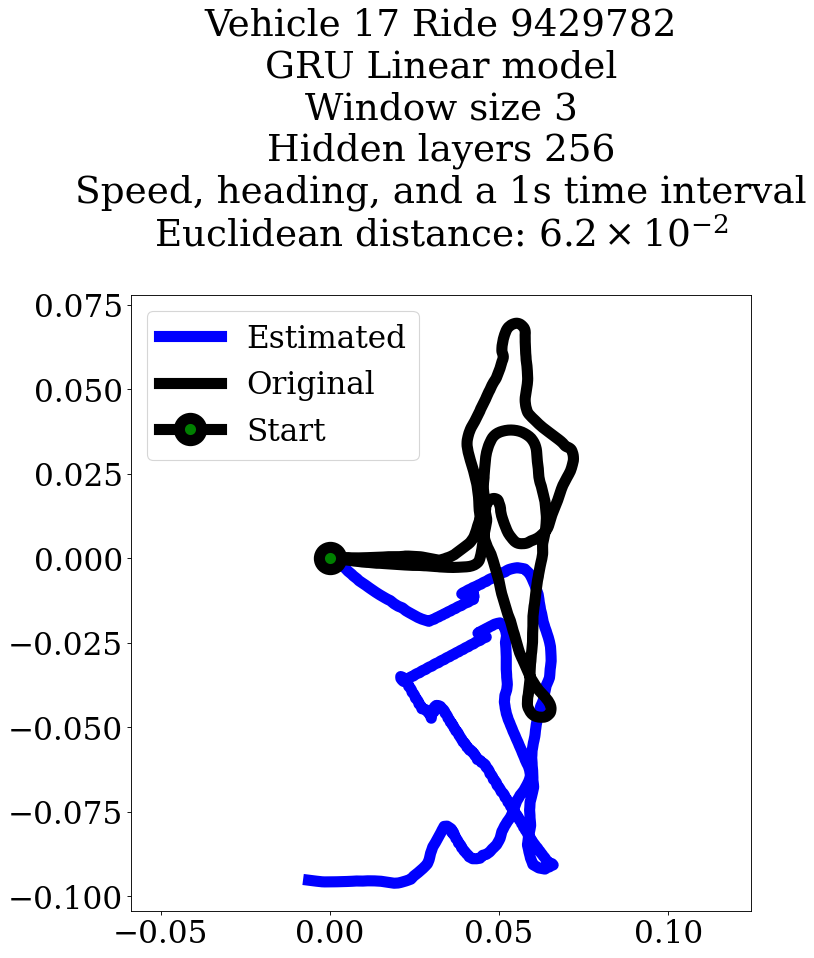 Vehicle 17 Ride 9429782
GRU Linear model
Window size 3
Hidden layers 256
Speed, heading, and a 1s time interval
Euclidean distance: 6.2 × 10⁻²
Estimated
Original
Start
0.075
0.050
0.025
0.000
−0.025
−0.050
−0.075
−0.100
−0.05 0.00 0.05 0.10